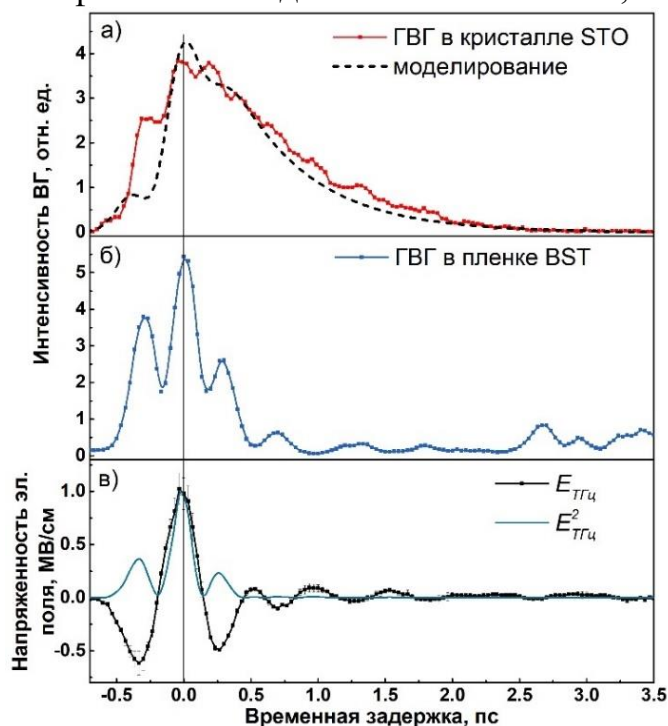 а)
ГВГ в кристалле STO
моделирование
4
3
2
1
0
Интенсивность ВГ, отн. ед.
б)
ГВГ в пленке BST
5
4
3
2
1
0
в)
E_ТГц
E²_ТГц
1.0
0.5
0.0
-0.5
Напряженность эл.
поля, МВ/см
-0.5 0.0 0.5 1.0 1.5 2.0 2.5 3.0 3.5
Временная задержка, пс